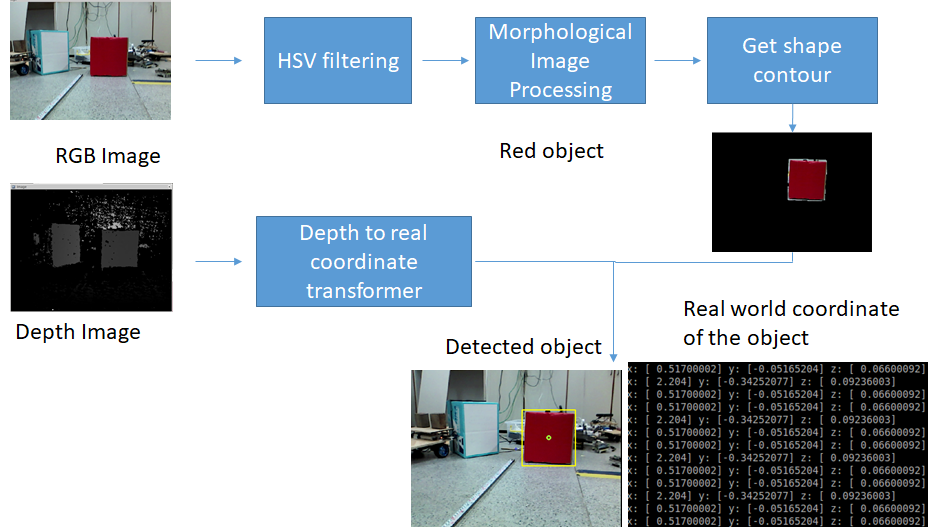 HSV filtering
Morphological
Image
Processing
Get shape
contour
RGB Image
Red object
Depth to real
coordinate
transformer
Depth Image
Real world coordinate
of the object
Detected object
x: [ 0.51700002] y: [-0.05165204] z: [ 0.06600092]
x: [ 2.204] y: [-0.34252077] z: [ 0.09236003]
x: [ 0.51700002] y: [-0.05165204] z: [ 0.06600092]
x: [ 0.51700002] y: [-0.05165204] z: [ 0.06600092]
x: [ 2.204] y: [-0.34252077] z: [ 0.09236003]
x: [ 0.51700002] y: [-0.05165204] z: [ 0.06600092]
x: [ 0.51700002] y: [-0.05165204] z: [ 0.06600092]
x: [ 2.204] y: [-0.34252077] z: [ 0.09236003]
x: [ 0.51700002] y: [-0.05165204] z: [ 0.06600092]
x: [ 0.51700002] y: [-0.05165204] z: [ 0.06600092]
x: [ 2.204] y: [-0.34252077] z: [ 0.09236003]
x: [ 0.51700002] y: [-0.05165204] z: [ 0.06600092]
x: [ 0.51700002] y: [-0.05165204] z: [ 0.06600092]